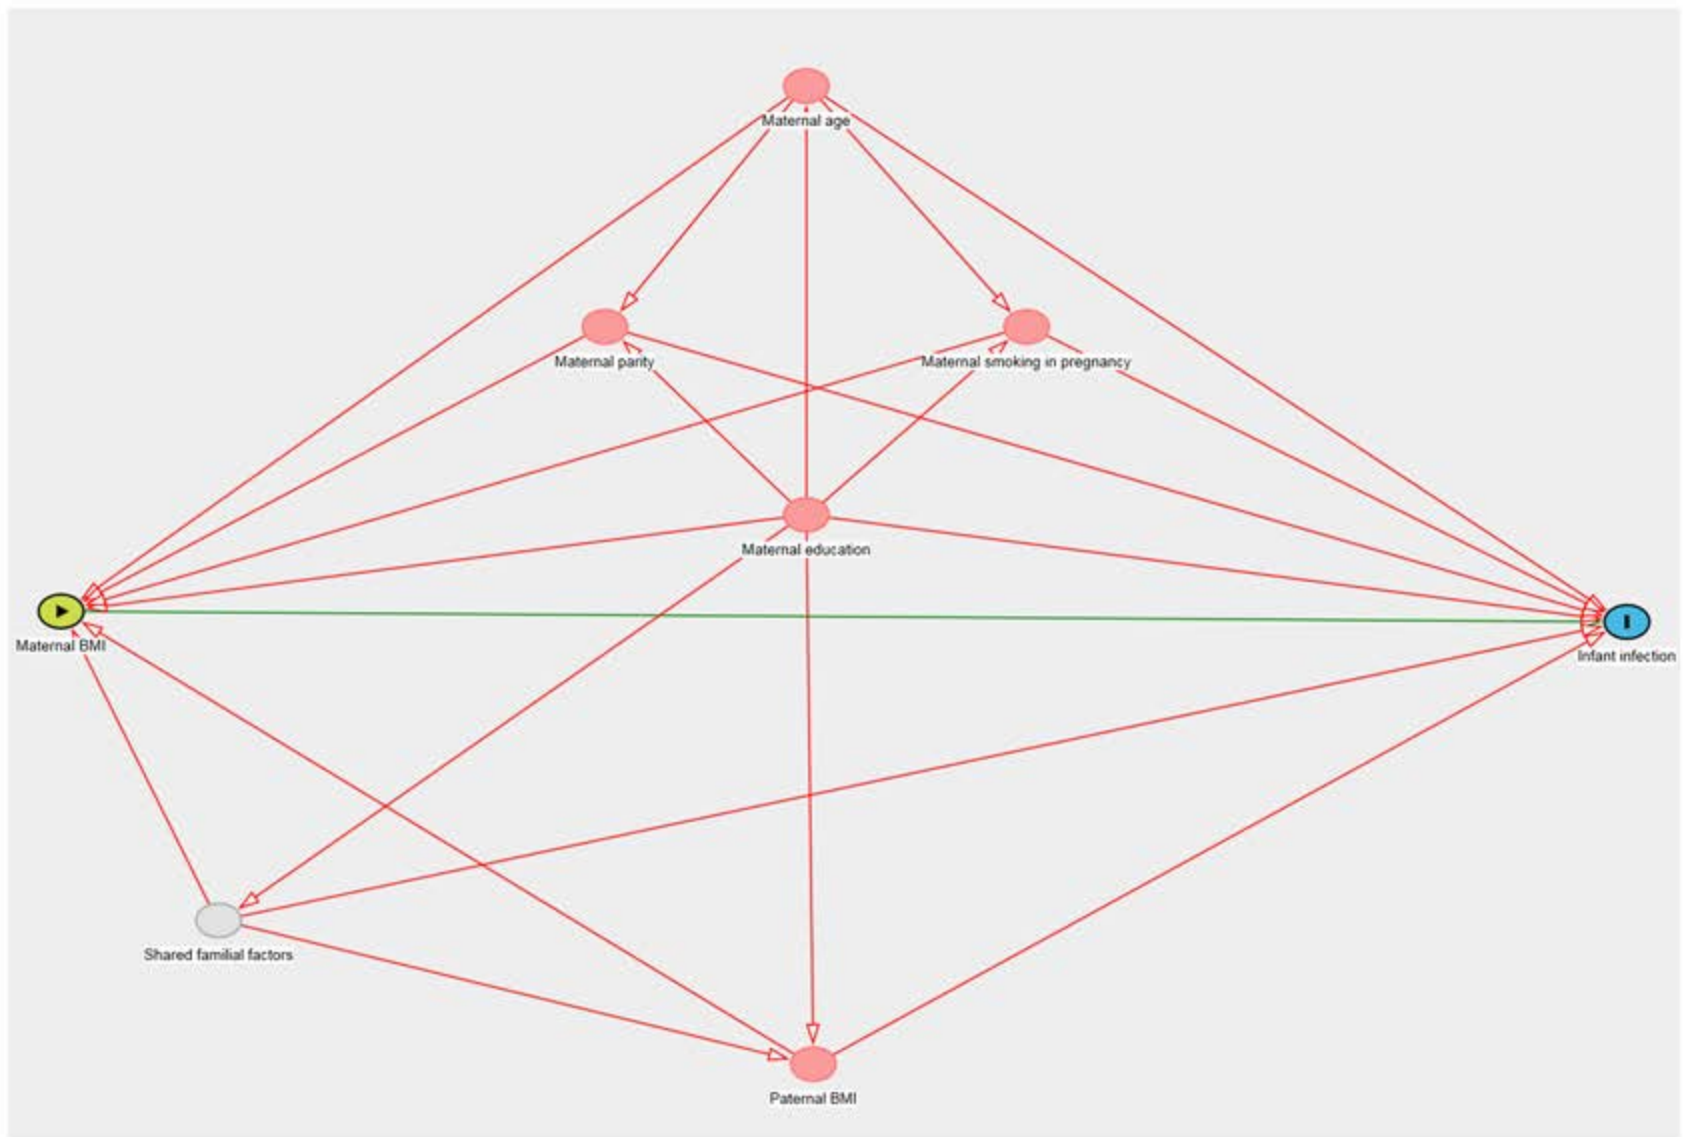 Maternal age
Maternal parity
Maternal smoking in pregnancy
Maternal education
Maternal BMI
Infant infection
Shared familial factors
Paternal BMI